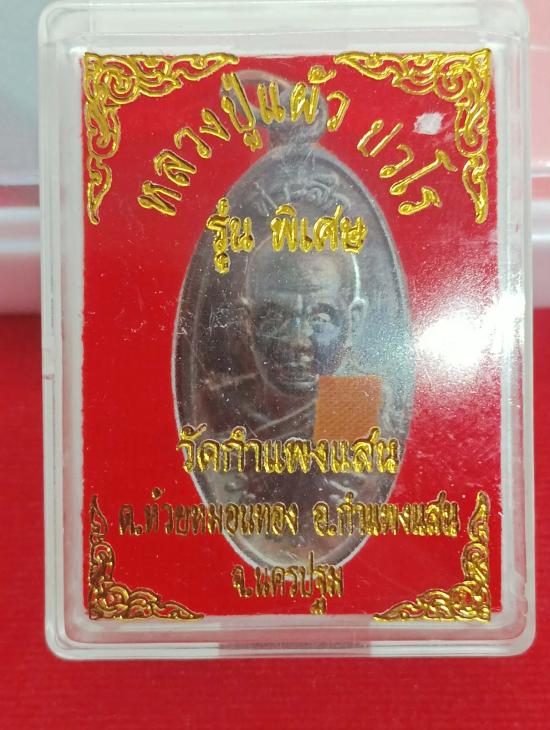 หลวงปู่แผ้ว ปวโร
รุ่น พิเศษ
วัดกำแพงแสน
ต.ห้วยหมอนทอง อ.กำแพงแสน
จ.นครปฐม